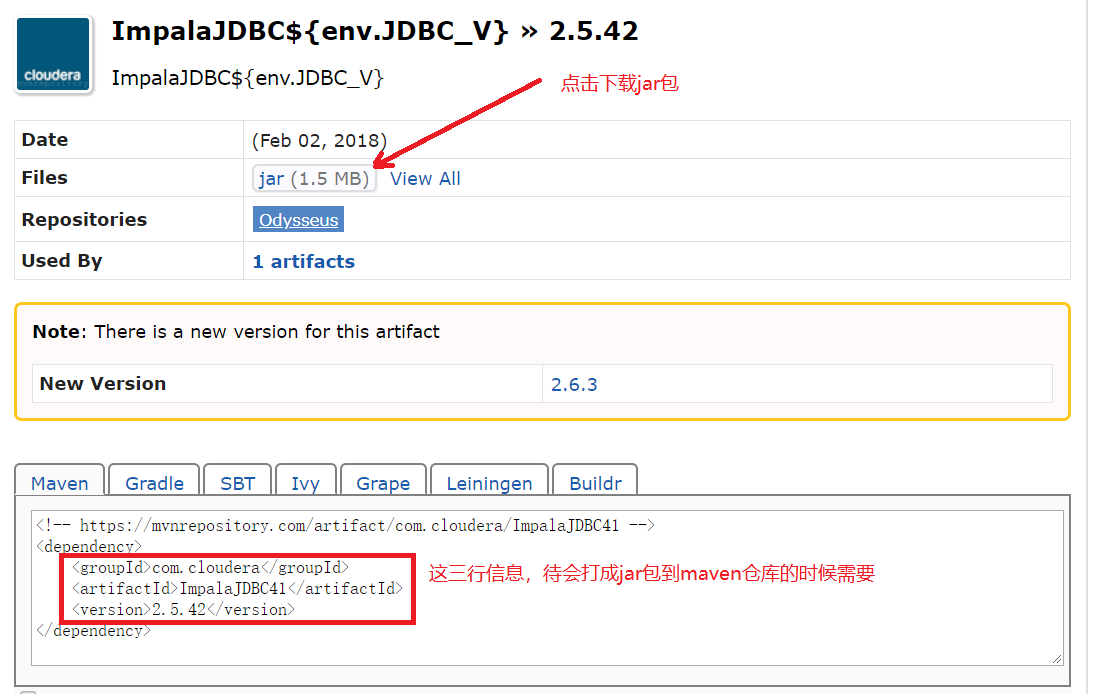 ImpalaJDBC${env.JDBC_V} » 2.5.42
cloudera
ImpalaJDBC${env.JDBC_V}
点击下载jar包
Date (Feb 02, 2018)
Files jar (1.5 MB) View All
Repositories Odysseus
Used By 1 artifacts
Note: There is a new version for this artifact
New Version 2.6.3
Maven Gradle SBT Ivy Grape Leiningen Buildr
<!-- https://mvnrepository.com/artifact/com.cloudera/ImpalaJDBC41 -->
<dependency>
<groupId>com.cloudera</groupId>
<artifactId>ImpalaJDBC41</artifactId>
<version>2.5.42</version>
</dependency>
这三行信息，待会打成jar包到maven仓库的时候需要